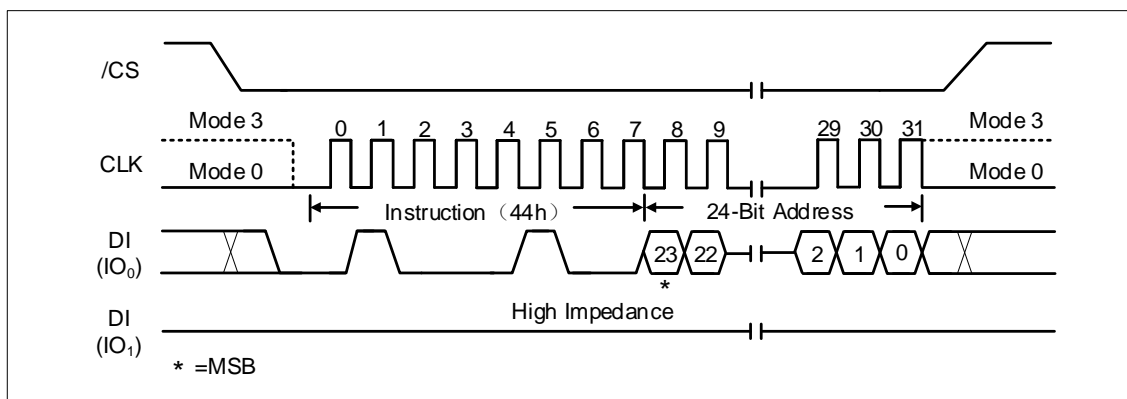 /CS
Mode 3
0 1 2 3 4 5 6 7 8 9 29 30 31
Mode 3
CLK
Mode 0
Mode 0
Instruction（44h）
24-Bit Address
DI
(IO₀)
23 22 2 1 0
*
High Impedance
DI
(IO₁)
* =MSB